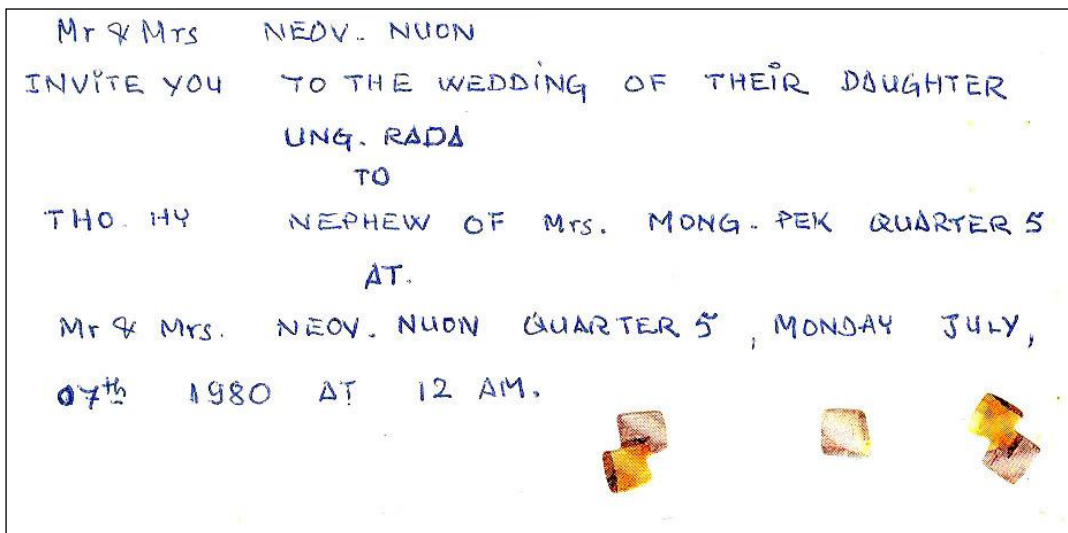 Mr & Mrs NEOV. NUON
INVITE YOU TO THE WEDDING OF THEIR DAUGHTER
UNG. RADA
TO
THO. HY NEPHEW OF Mrs. MONG. PEK QUARTER 5
AT.
Mr & Mrs. NEOV. NUON QUARTER 5, MONDAY JULY,
07th 1980 AT 12 AM.